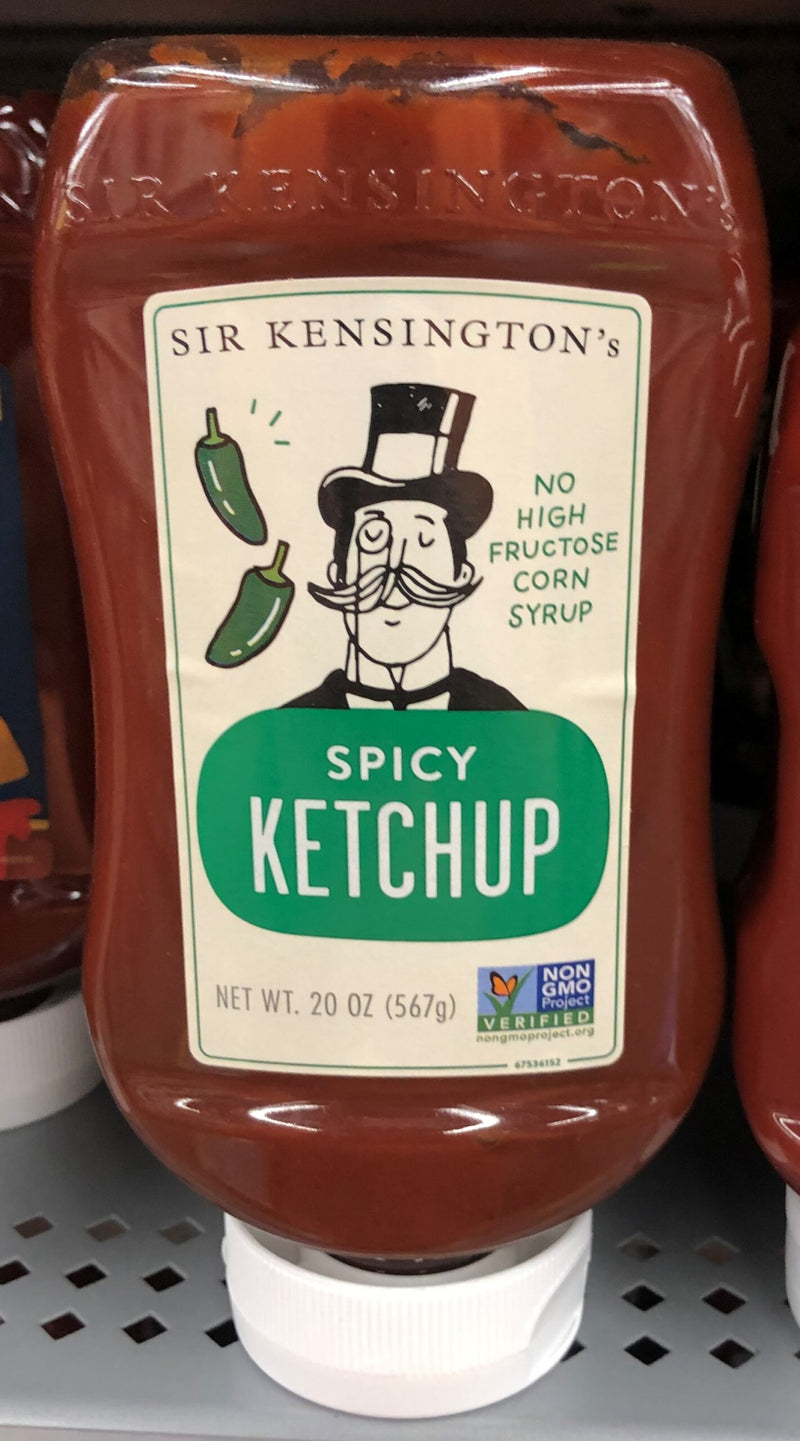 SIR KENSINGTON's
SIR KENSINGTON's
NO
HIGH
FRUCTOSE
CORN
SYRUP
SPICY
KETCHUP
NET WT. 20 OZ (567g)
NON
GMO
Project
VERIFIED
nongmoproject.org
67536152